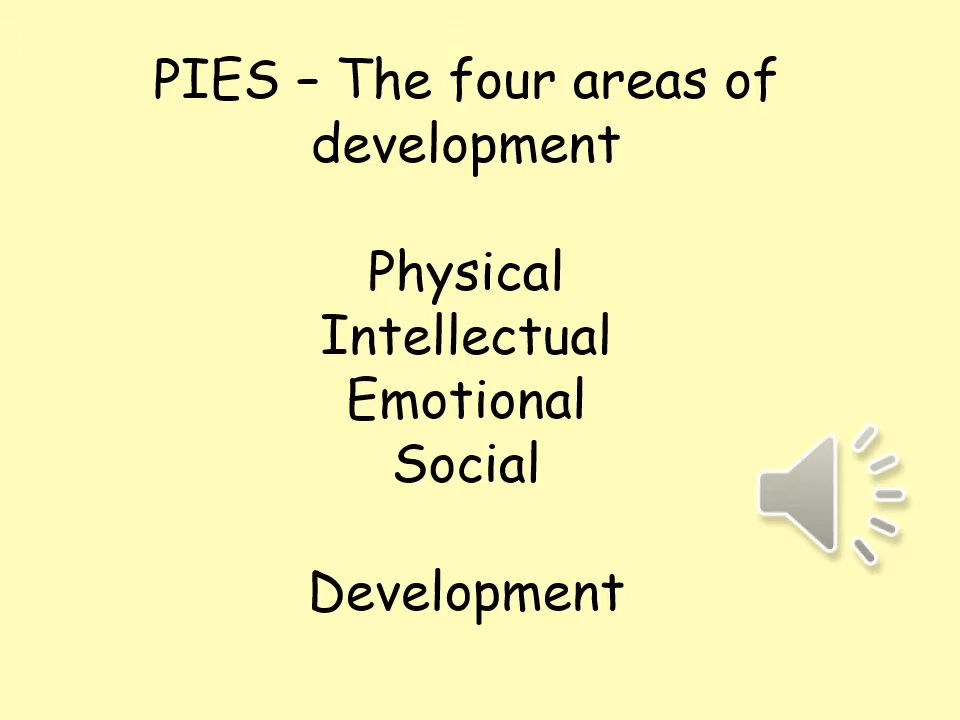 PIES – The four areas of
development
Physical
Intellectual
Emotional
Social
Development